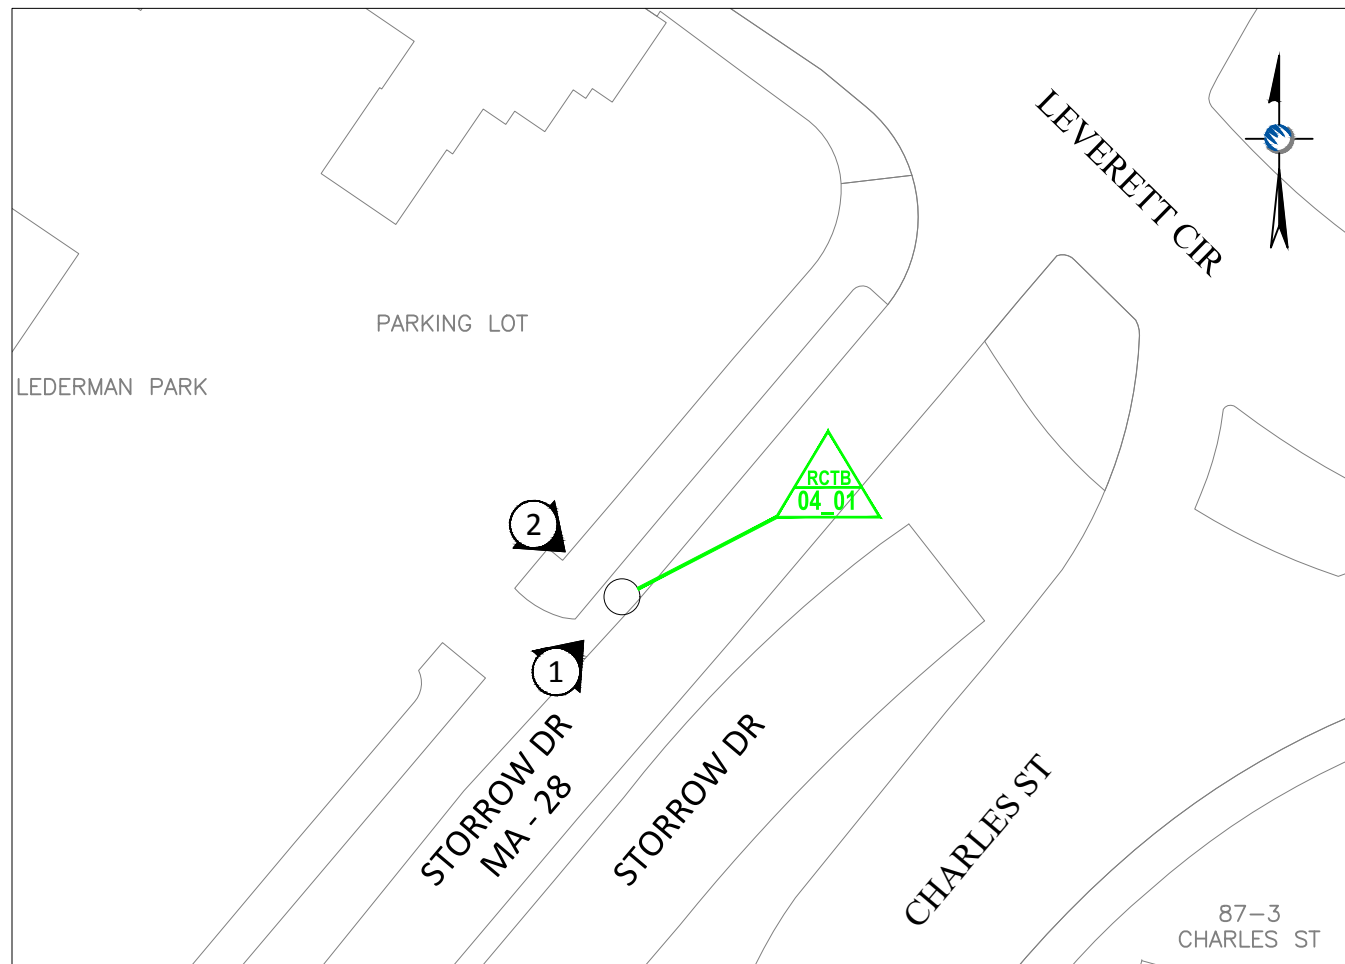 LEVERETT CIR
PARKING LOT
LEDERMAN PARK
RCTB
04_01
2
1
STORROW DR
MA - 28
STORROW DR
CHARLES ST
87-3
CHARLES ST